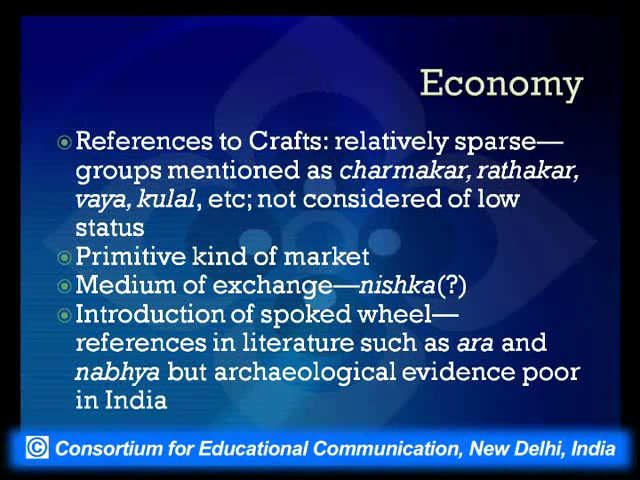 Economy
References to Crafts: relatively sparse—
groups mentioned as charmakar, rathakar,
vaya, kulal, etc; not considered of low
status
Primitive kind of market
Medium of exchange—nishka(?)
Introduction of spoked wheel—
references in literature such as ara and
nabhya but archaeological evidence poor
in India
© Consortium for Educational Communication, New Delhi, India